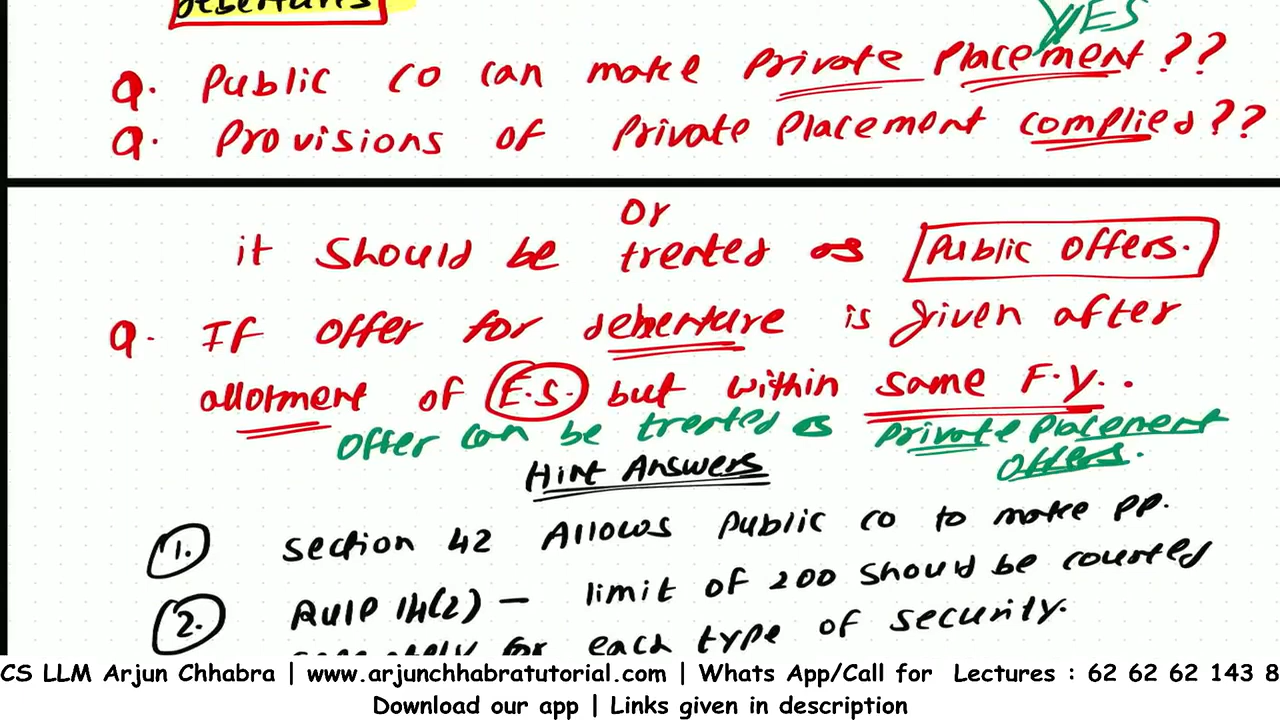 Debentures
YES
Q. Public co can make Private Placement ??
Q. Provisions of Private Placement complied ??
or
it should be treated as Public offers.
Q. If offer for debenture is given after
allotment of E.S. but within same F.Y..
offer can be treated as Private Placement
offers.
Hint Answers
1. section 42 Allows Public co to make PP.
2. Rule 14(2) - limit of 200 should be counted
for each type of security.
CS LLM Arjun Chhabra | www.arjunchhabratutorial.com | Whats App/Call for Lectures : 62 62 62 143 8
Download our app | Links given in description